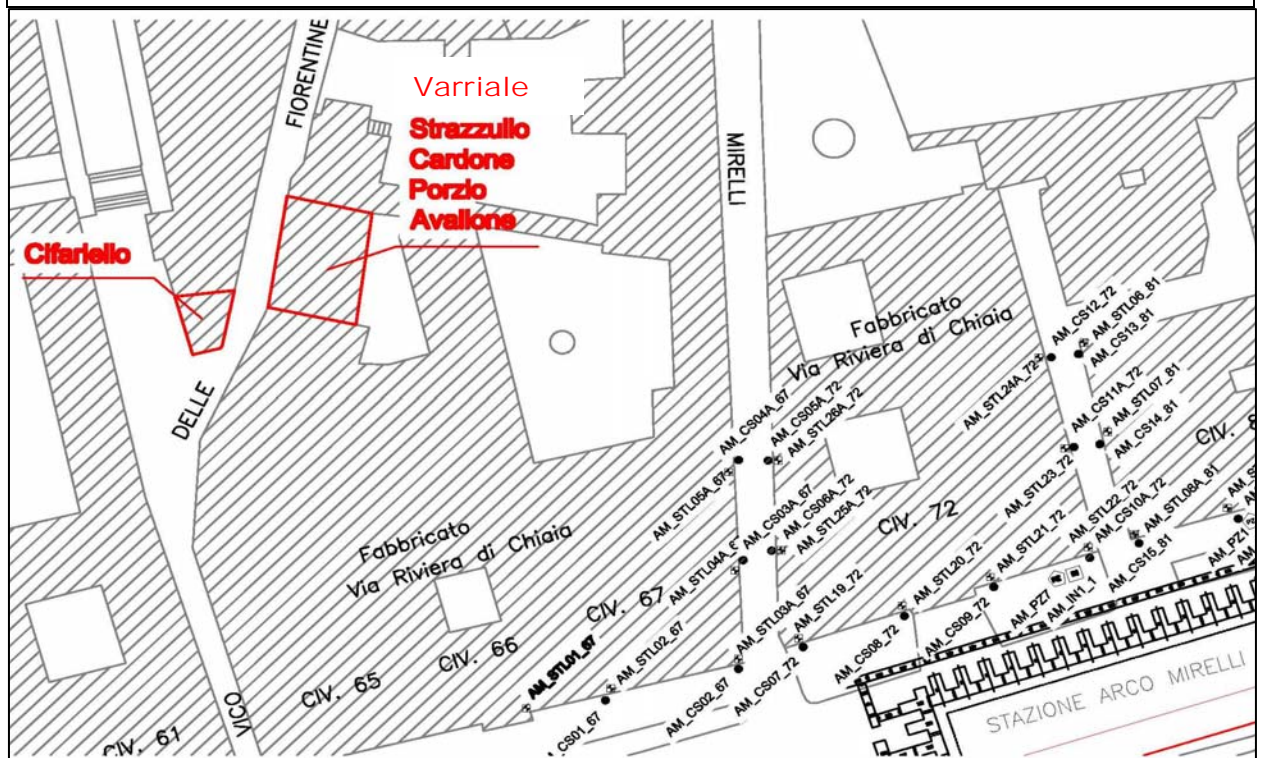 FIORENTINE
Varriale
Strazzullo
Cardone
Porzio
Avallone
MIRELLI
Cifariello
DELLE
VICO
Fabbricato
Via Riviera di Chiaia
Fabbricato
Via Riviera di Chiaia
CIV. 61
CIV. 65
CIV. 66
CIV. 67
CIV. 72
CIV.
AM_CS12_72
AM_STL06_81
AM_CS13_81
AM_STL24A_72
AM_CS11A_72
AM_STL07_81
AM_CS14_81
AM_CS04A_67
AM_CS05A_72
AM_STL26A_72
AM_STL05A_67
AM_CS03A_67
AM_CS06A_72
AM_STL25A_72
AM_STL04A_6
AM_STL23_72
AM_STL22_72
AM_CS10A_72
AM_STL08A_81
AM_STL21_72
AM_STL20_72
AM_CS15_81
AM_PZ1
AM_STL03A_67
AM_STL19_72
AM_CS09_72
AM_PZ7
AM_IN1_1
AM_CS08_72
AM_STL01_67
AM_STL02_67
AM_CS01_67
AM_CS02_67
AM_CS07_72
STAZIONE ARCO MIRELLI